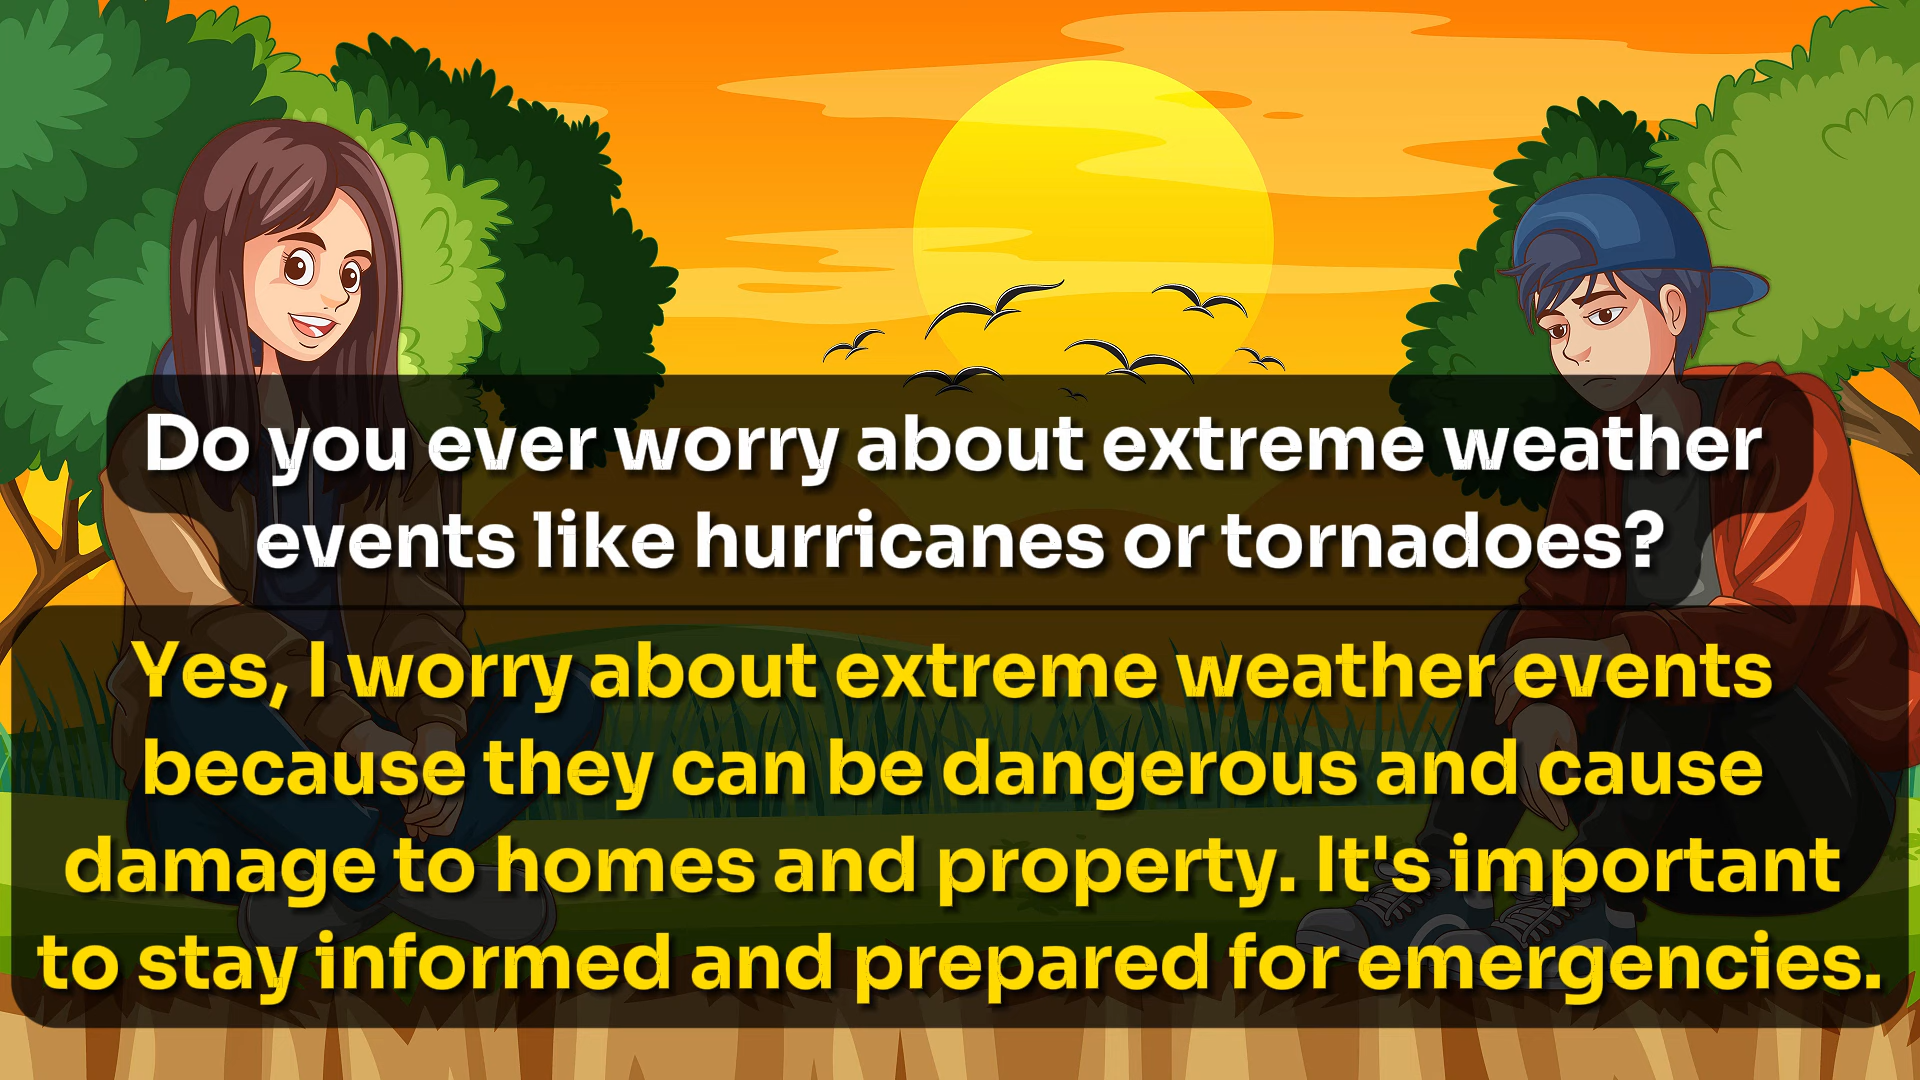 Do you ever worry about extreme weather
events like hurricanes or tornadoes?
Yes, I worry about extreme weather events
because they can be dangerous and cause
damage to homes and property. It's important
to stay informed and prepared for emergencies.